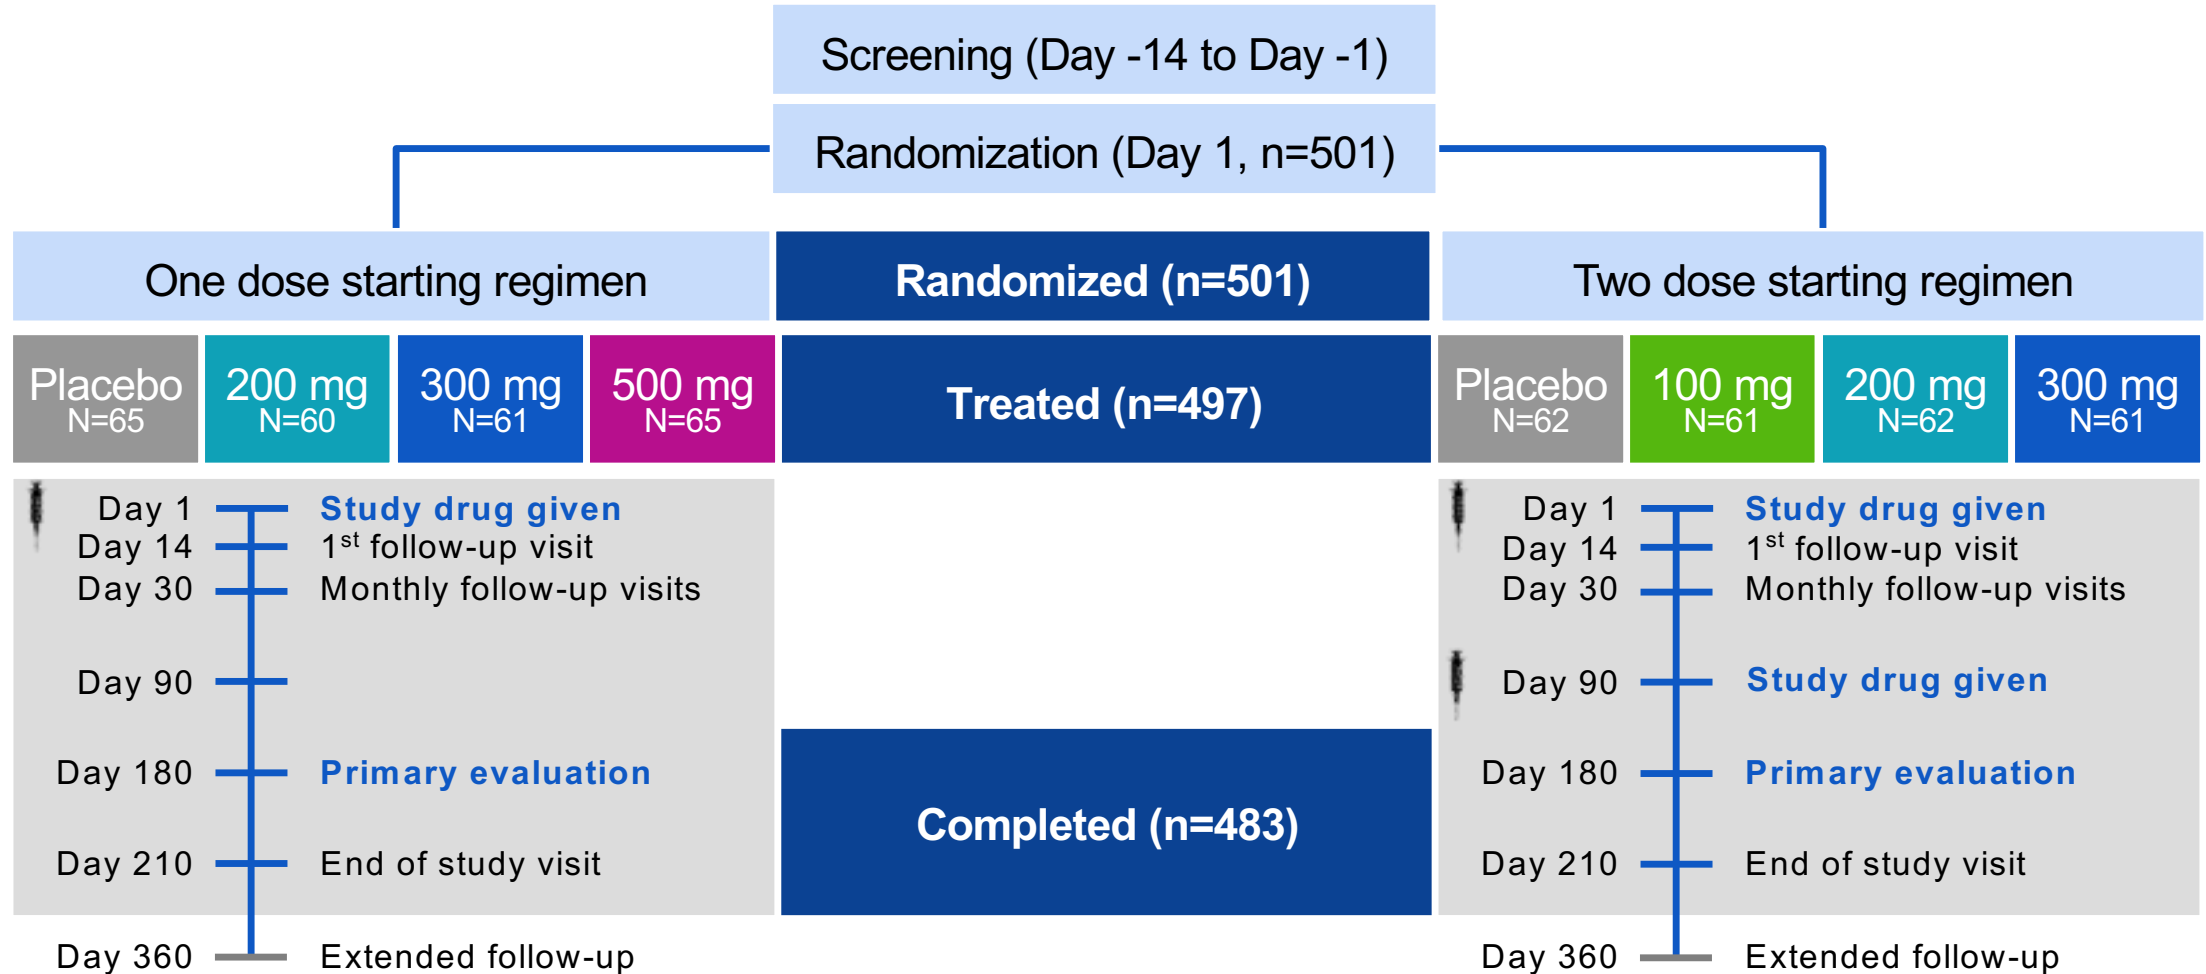 Screening (Day -14 to Day -1)
Randomization (Day 1, n=501)
One dose starting regimen
Randomized (n=501)
Two dose starting regimen
Placebo
N=65
200 mg
N=60
300 mg
N=61
500 mg
N=65
Treated (n=497)
Placebo
N=62
100 mg
N=61
200 mg
N=62
300 mg
N=61
Day 1 Study drug given
Day 14 1st follow-up visit
Day 30 Monthly follow-up visits
Day 90
Day 180 Primary evaluation
Day 210 End of study visit
Day 360 Extended follow-up
Completed (n=483)
Day 1 Study drug given
Day 14 1st follow-up visit
Day 30 Monthly follow-up visits
Day 90 Study drug given
Day 180 Primary evaluation
Day 210 End of study visit
Day 360 Extended follow-up